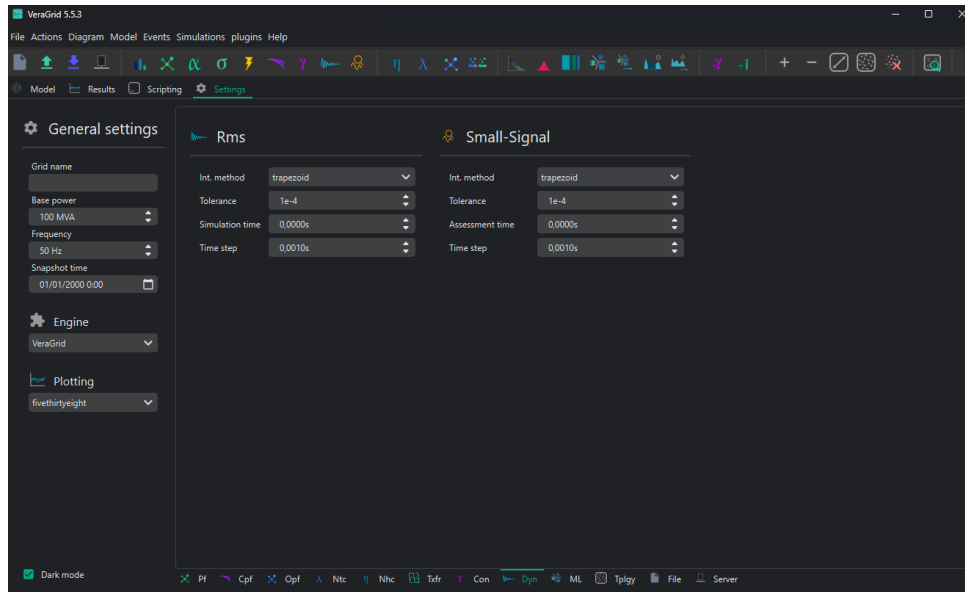 VeraGrid 5.5.3
File Actions Diagram Model Events Simulations plugins Help
Model Results Scripting Settings
General settings
Grid name
Base power
100 MVA
Frequency
50 Hz
Snapshot time
01/01/2000 0:00
Engine
VeraGrid
Plotting
fivethirtyeight
Dark mode
Rms
Int. method trapezoid
Tolerance 1e-4
Simulation time 0,0000s
Time step 0,0010s
Small-Signal
Int. method trapezoid
Tolerance 1e-4
Assessment time 0,0000s
Time step 0,0010s
Pf Cpf Opf Ntc Nhc Txfr Con Dyn ML Tplgy File Server